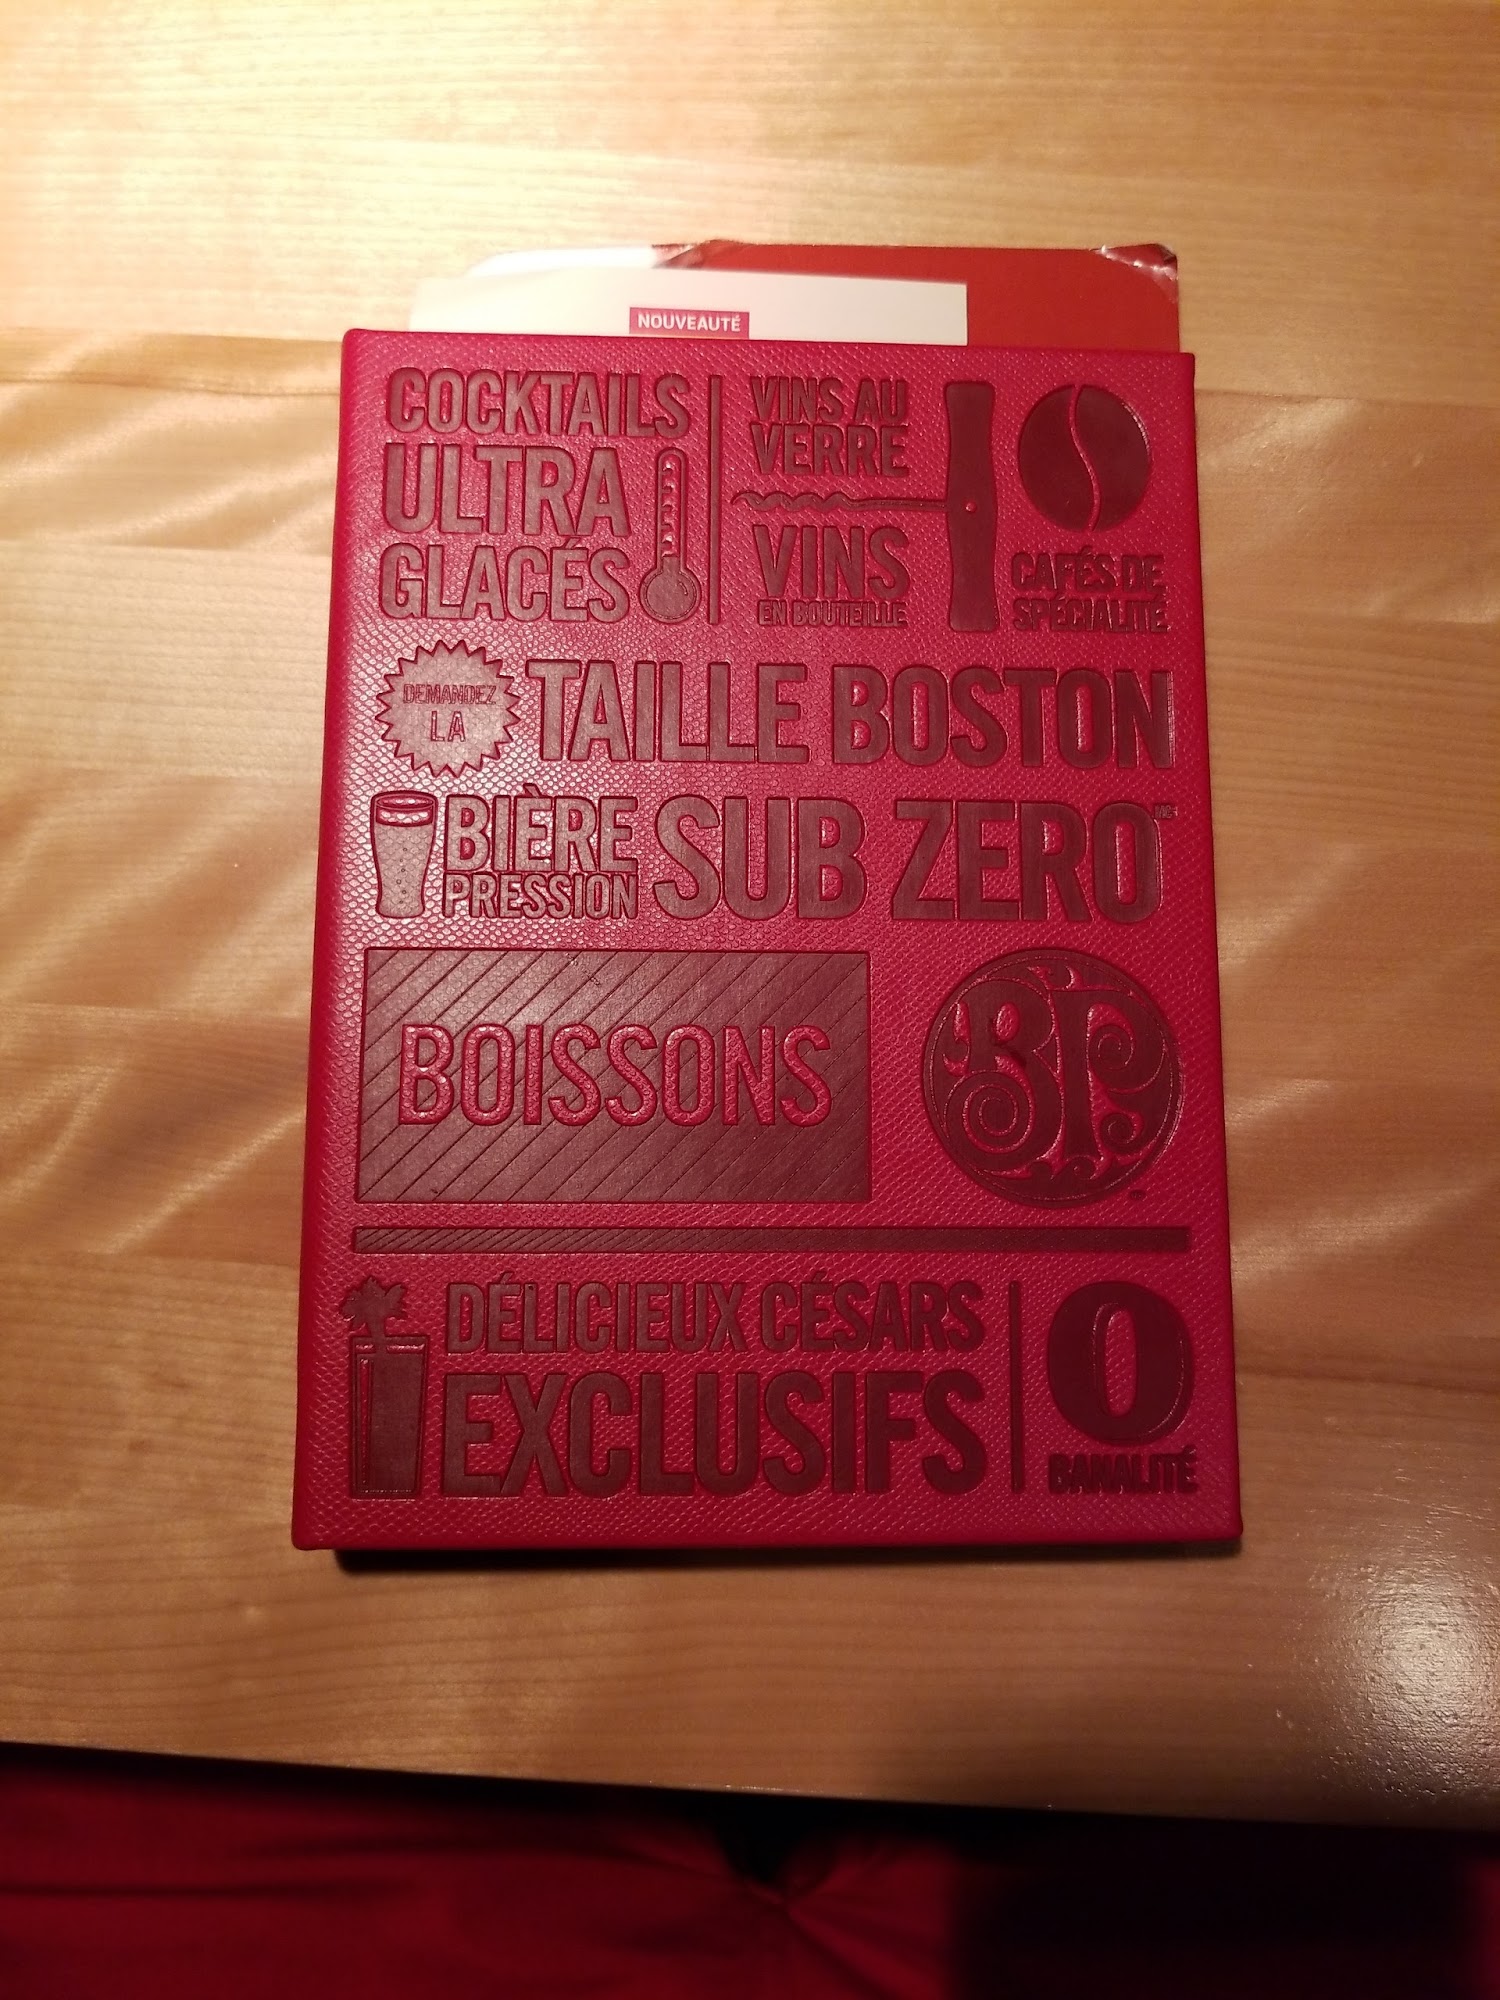 NOUVEAUTÉ
COCKTAILS
ULTRA
GLACÉS
VINS AU
VERRE
VINS
EN BOUTEILLE
CAFÉS DE
SPÉCIALITÉ
DEMANDEZ
LA
TAILLE BOSTON
BIÈRE
PRESSION
SUB ZERO MC
BOISSONS
BP
DÉLICIEUX CÉSARS
EXCLUSIFS
0
BANALITÉ